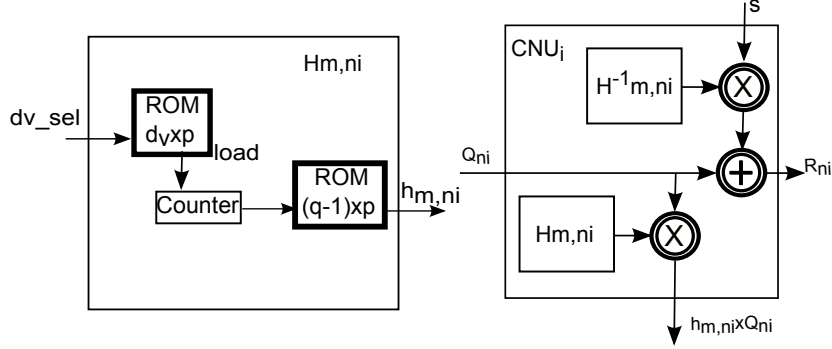 Hm,ni
dv_sel
ROM
dvxp
load
Counter
ROM
(q-1)xp
hm,ni
s
CNUi
H-1m,ni
X
Qni
+
Rni
Hm,ni
X
hm,nixQni